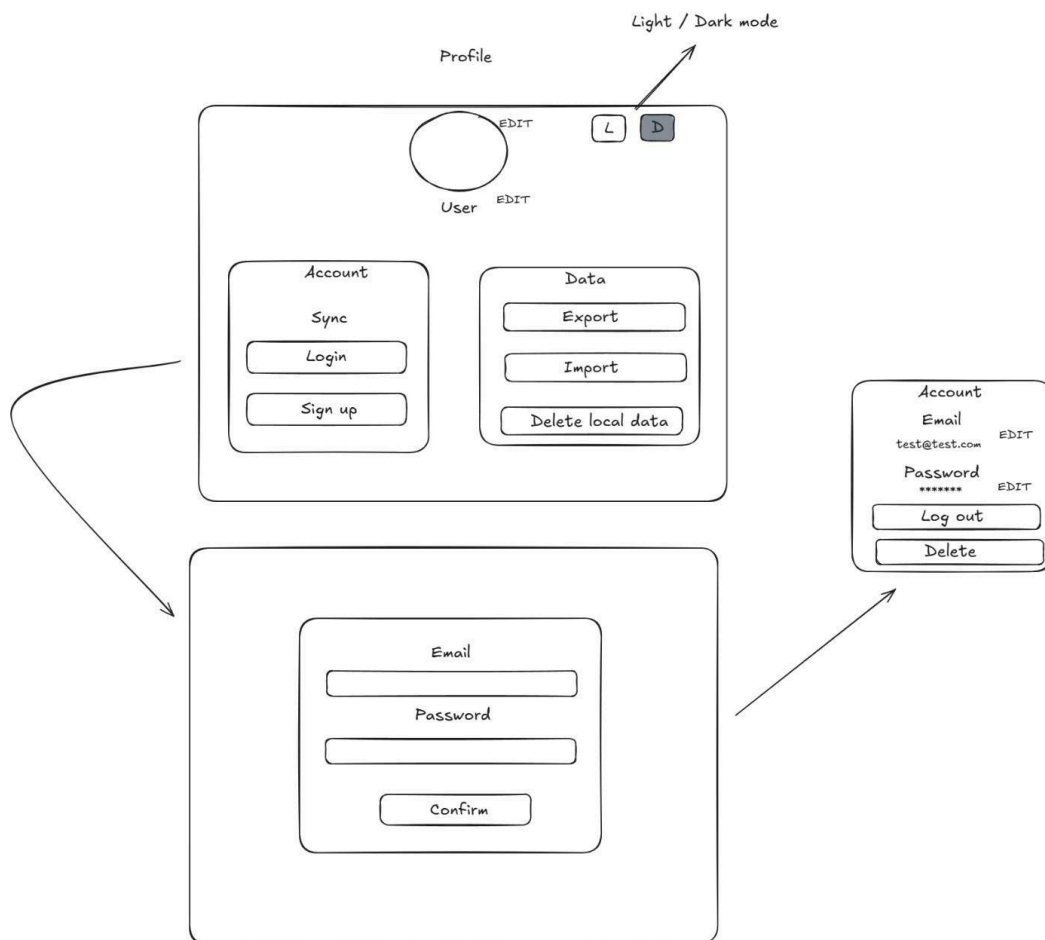 Light / Dark mode
Profile
EDIT
L
D
User
EDIT
Account
Sync
Login
Sign up
Data
Export
Import
Delete local data
Account
Email
test@test.com
EDIT
Password
*******
EDIT
Log out
Delete
Email
Password
Confirm